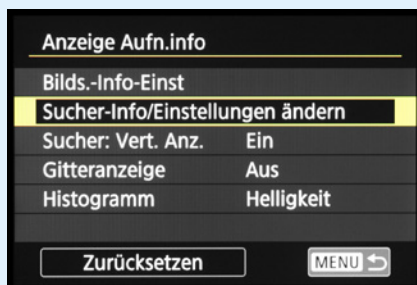 Anzeige Aufn.info
Bilds.-Info-Einst
Sucher-Info/Einstellungen ändern
Sucher: Vert. Anz. Ein
Gitteranzeige Aus
Histogramm Helligkeit
Zurücksetzen MENU